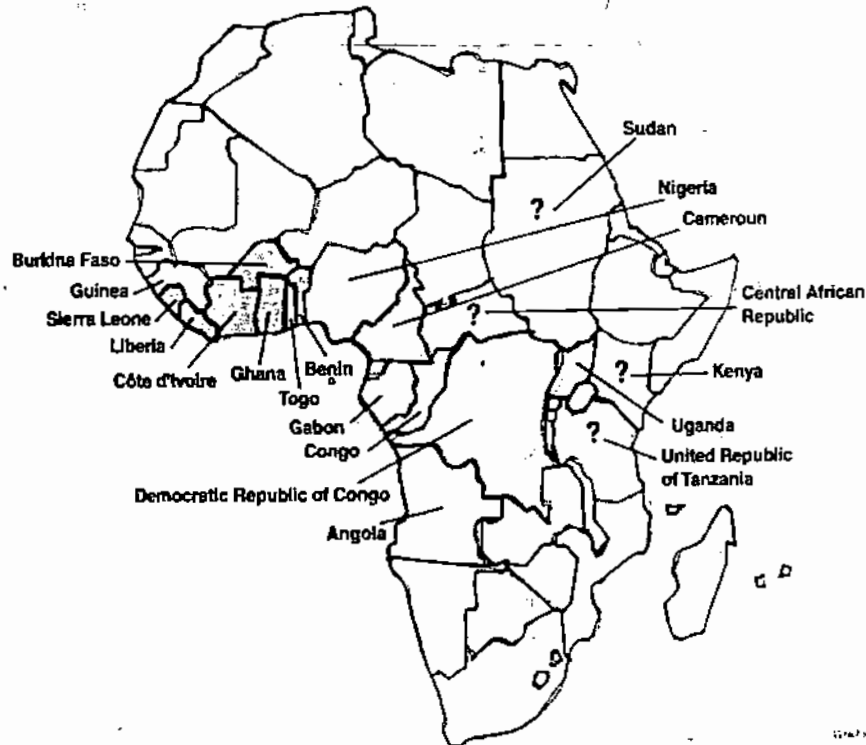 Sudan
Nigeria
Cameroun
?
Burkina Faso
Guinea
Sierra Leone
Liberia
Côte d'Ivoire
Ghana
Benin
Togo
Gabon
Congo
Democratic Republic of Congo
Angola
?
Central African
Republic
?
Kenya
Uganda
?
United Republic
of Tanzania